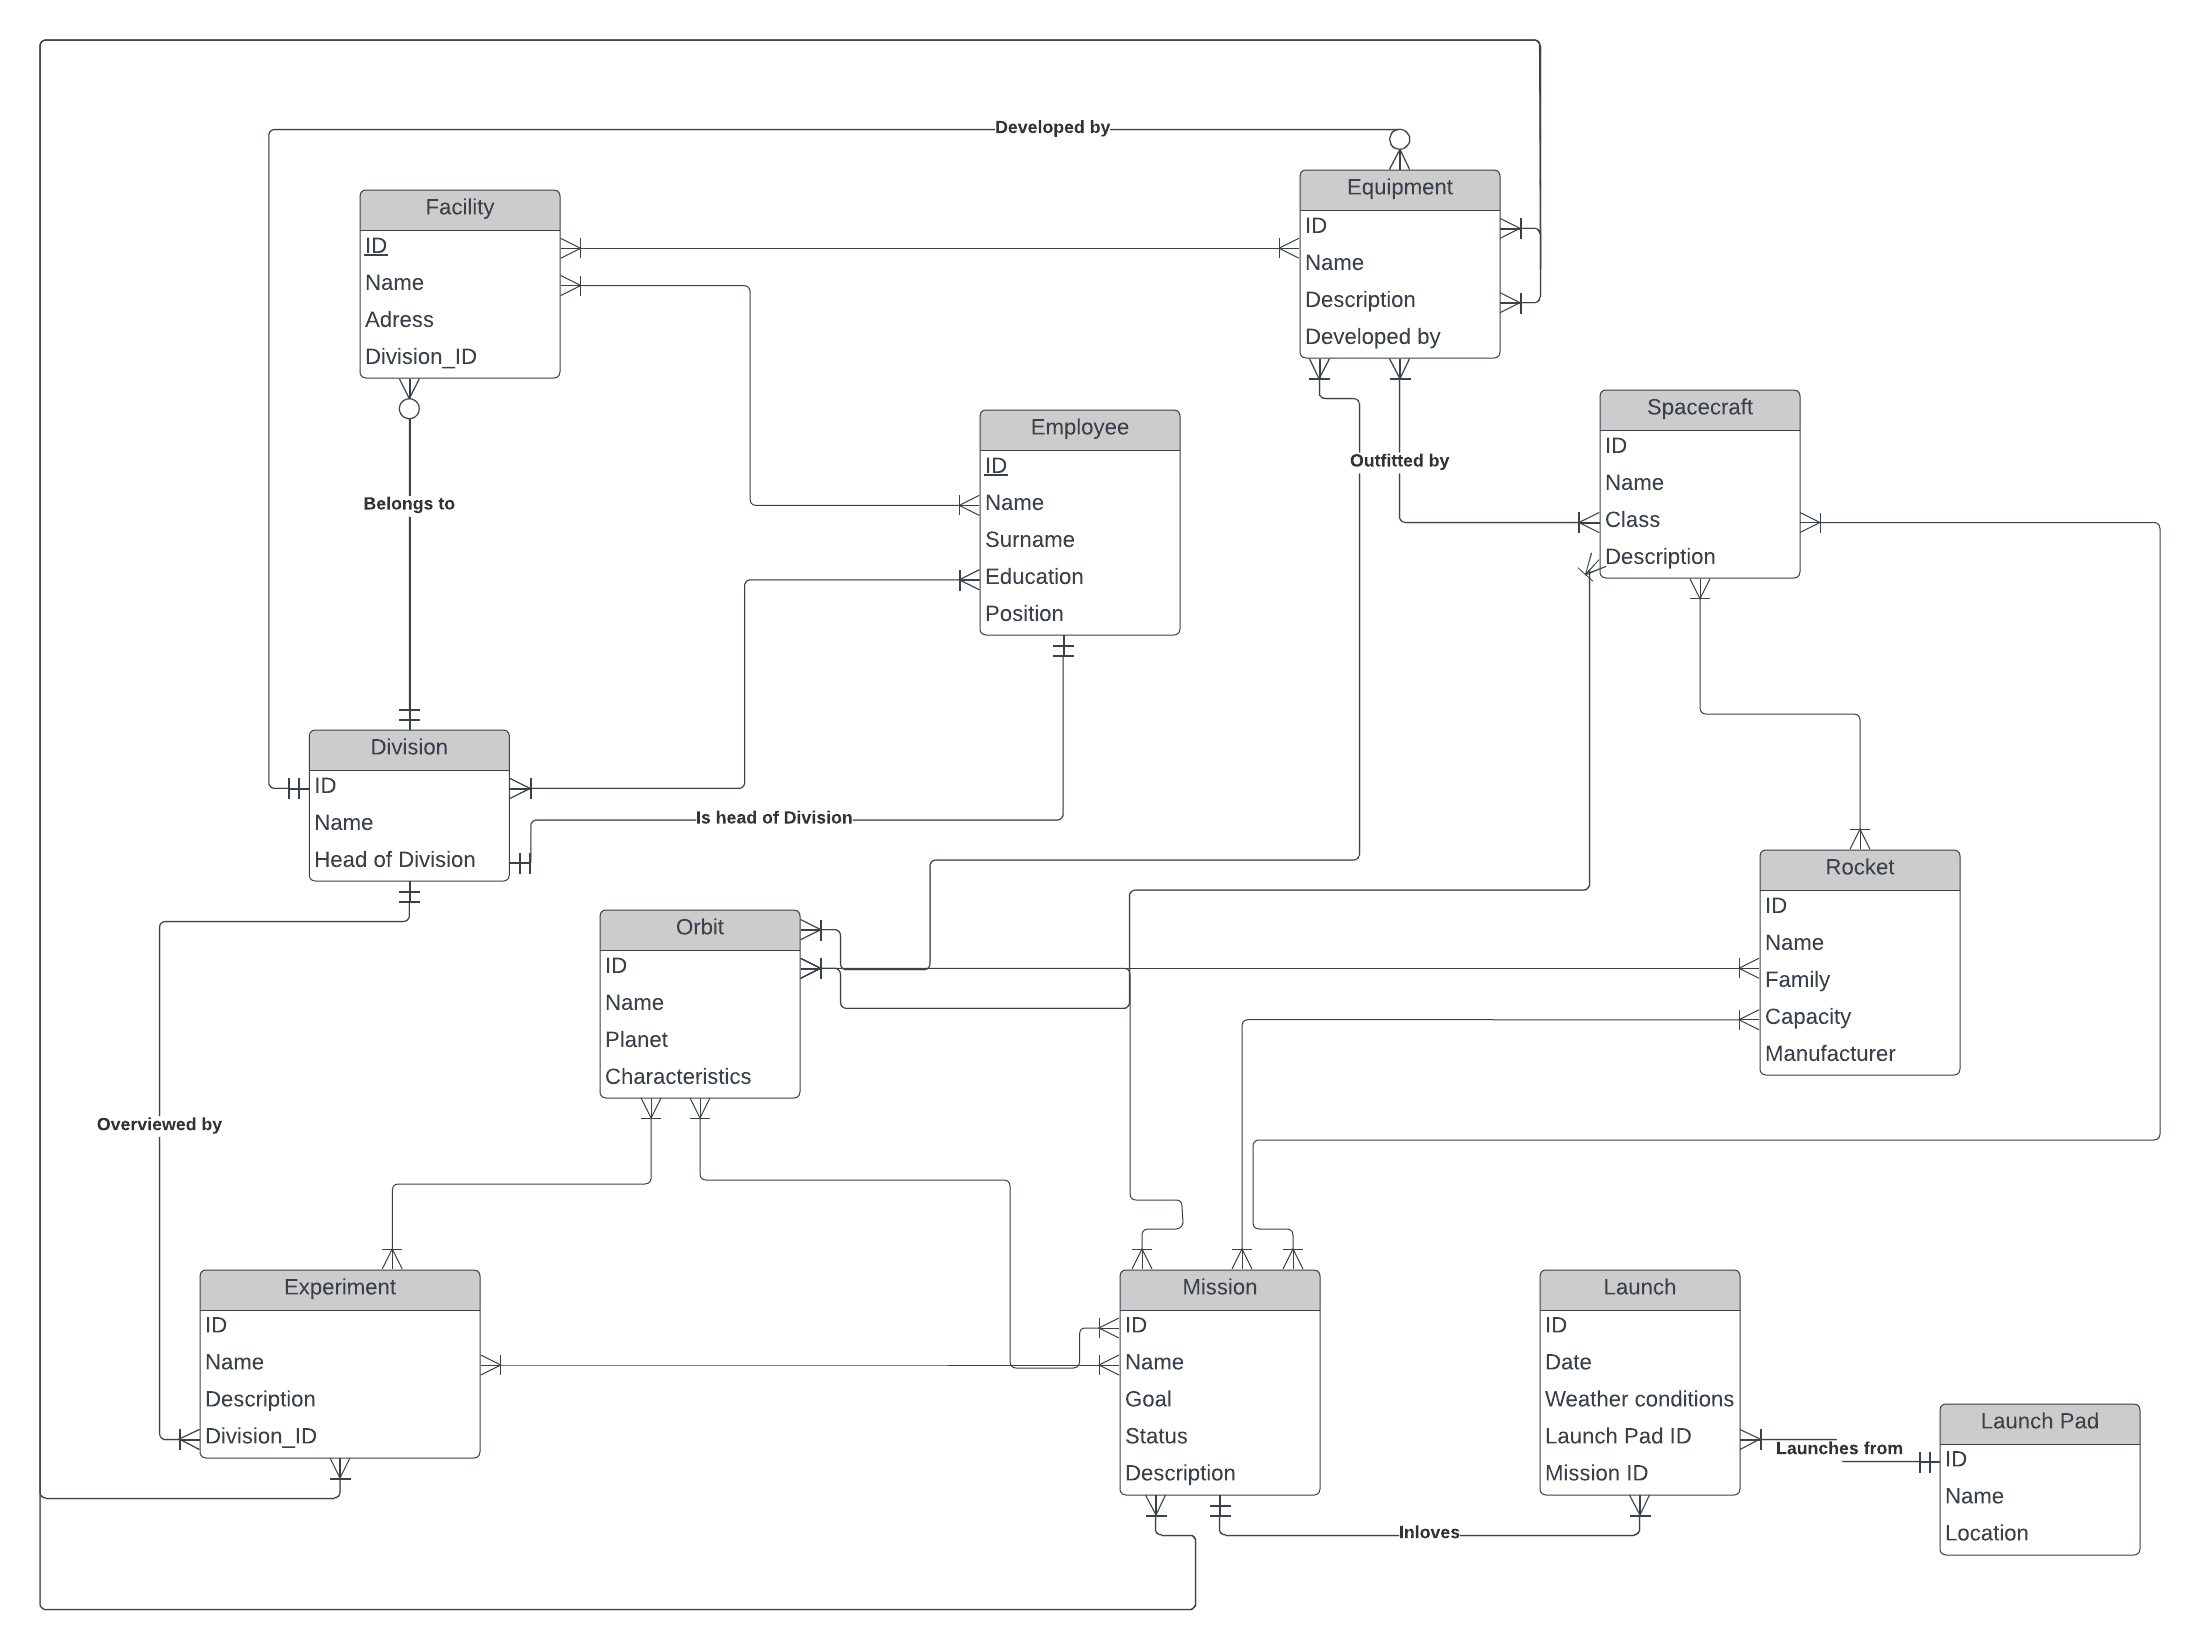 Developed by
Equipment
ID
Name
Description
Developed by
Facility
ID
Name
Adress
Division_ID
Employee
ID
Name
Surname
Education
Position
Spacecraft
ID
Name
Class
Description
Outfitted by
Belongs to
Division
ID
Name
Head of Division
Is head of Division
Rocket
ID
Name
Family
Capacity
Manufacturer
Orbit
ID
Name
Planet
Characteristics
Overviewed by
Experiment
ID
Name
Description
Division_ID
Mission
ID
Name
Goal
Status
Description
Launch
ID
Date
Weather conditions
Launch Pad ID
Mission ID
Launches from
Launch Pad
ID
Name
Location
Inloves